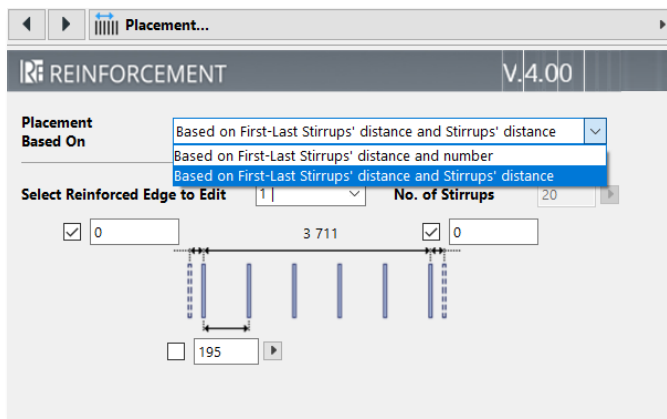 Placement...
RF REINFORCEMENT V.4.00
Placement
Based On
Based on First-Last Stirrups' distance and Stirrups' distance
Based on First-Last Stirrups' distance and number
Based on First-Last Stirrups' distance and Stirrups' distance
Select Reinforced Edge to Edit 1 No. of Stirrups 20
0 3 711 0
195